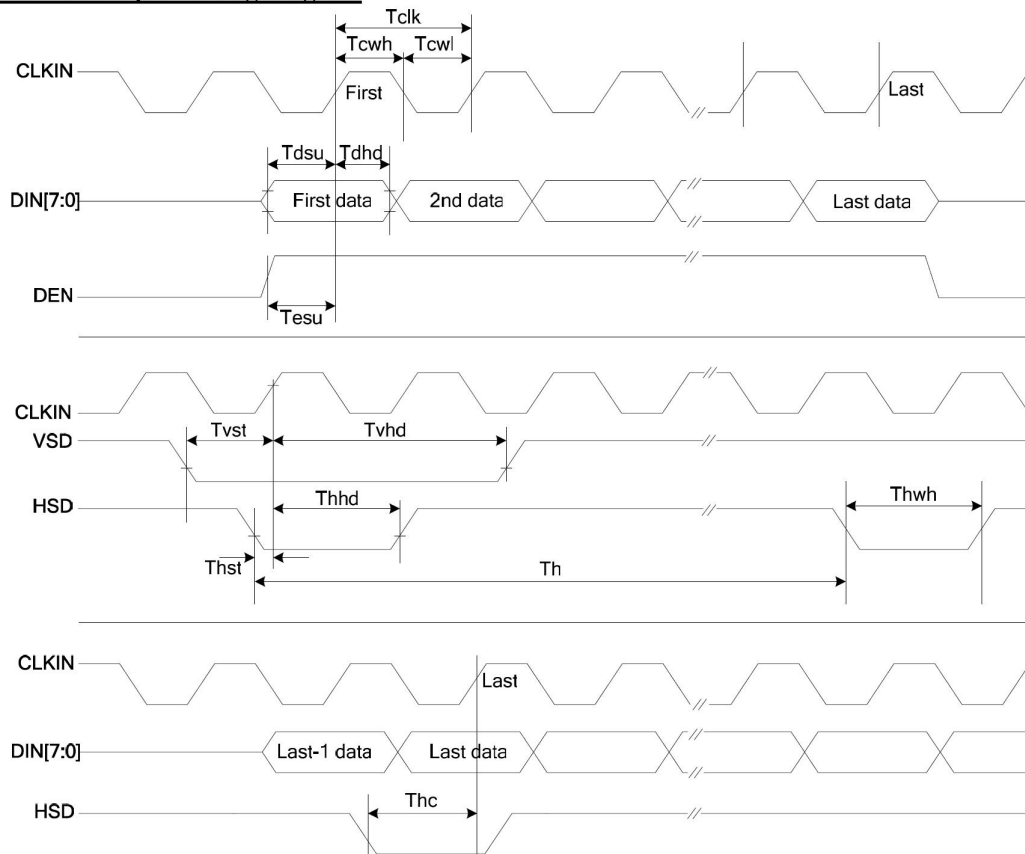 Tclk
Tcwh Tcwl
CLKIN
First
Last
Tdsu Tdhd
DIN[7:0]
First data
2nd data
Last data
DEN
Tesu
CLKIN
VSD
Tvst
Tvhd
HSD
Thhd
Thwh
Thst
Th
CLKIN
Last
DIN[7:0]
Last-1 data
Last data
HSD
Thc